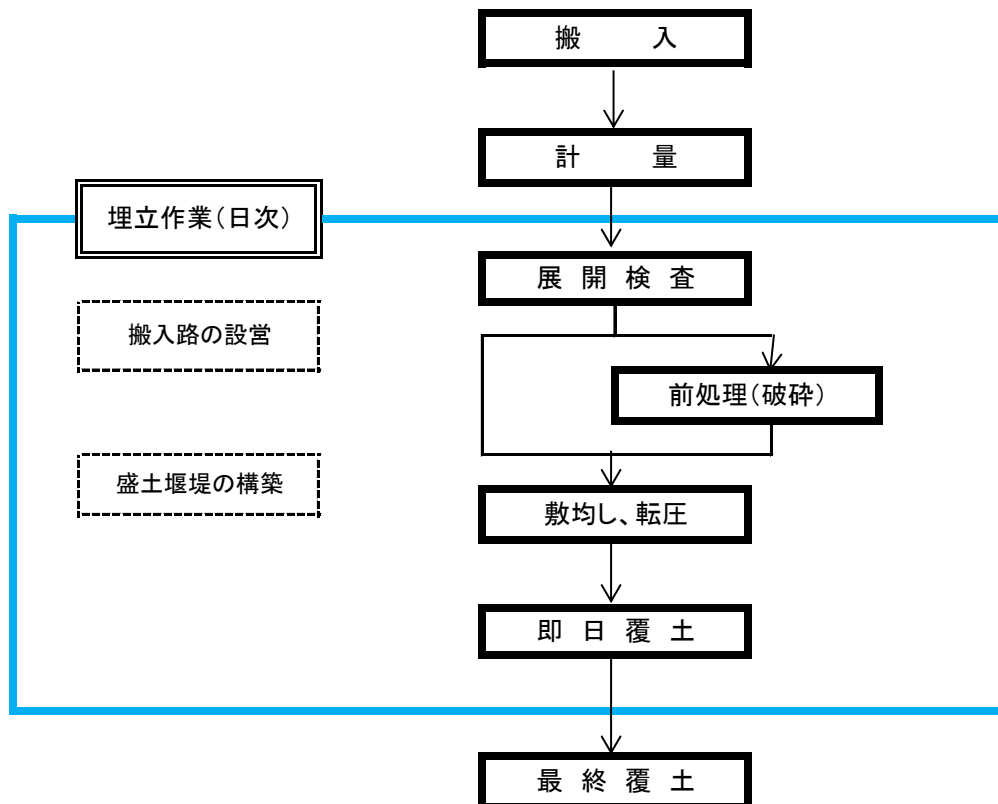 搬 入
計 量
埋立作業(日次)
展 開 検 査
搬入路の設営
前処理(破砕)
盛土堰堤の構築
敷均し、転圧
即 日 覆 土
最 終 覆 土